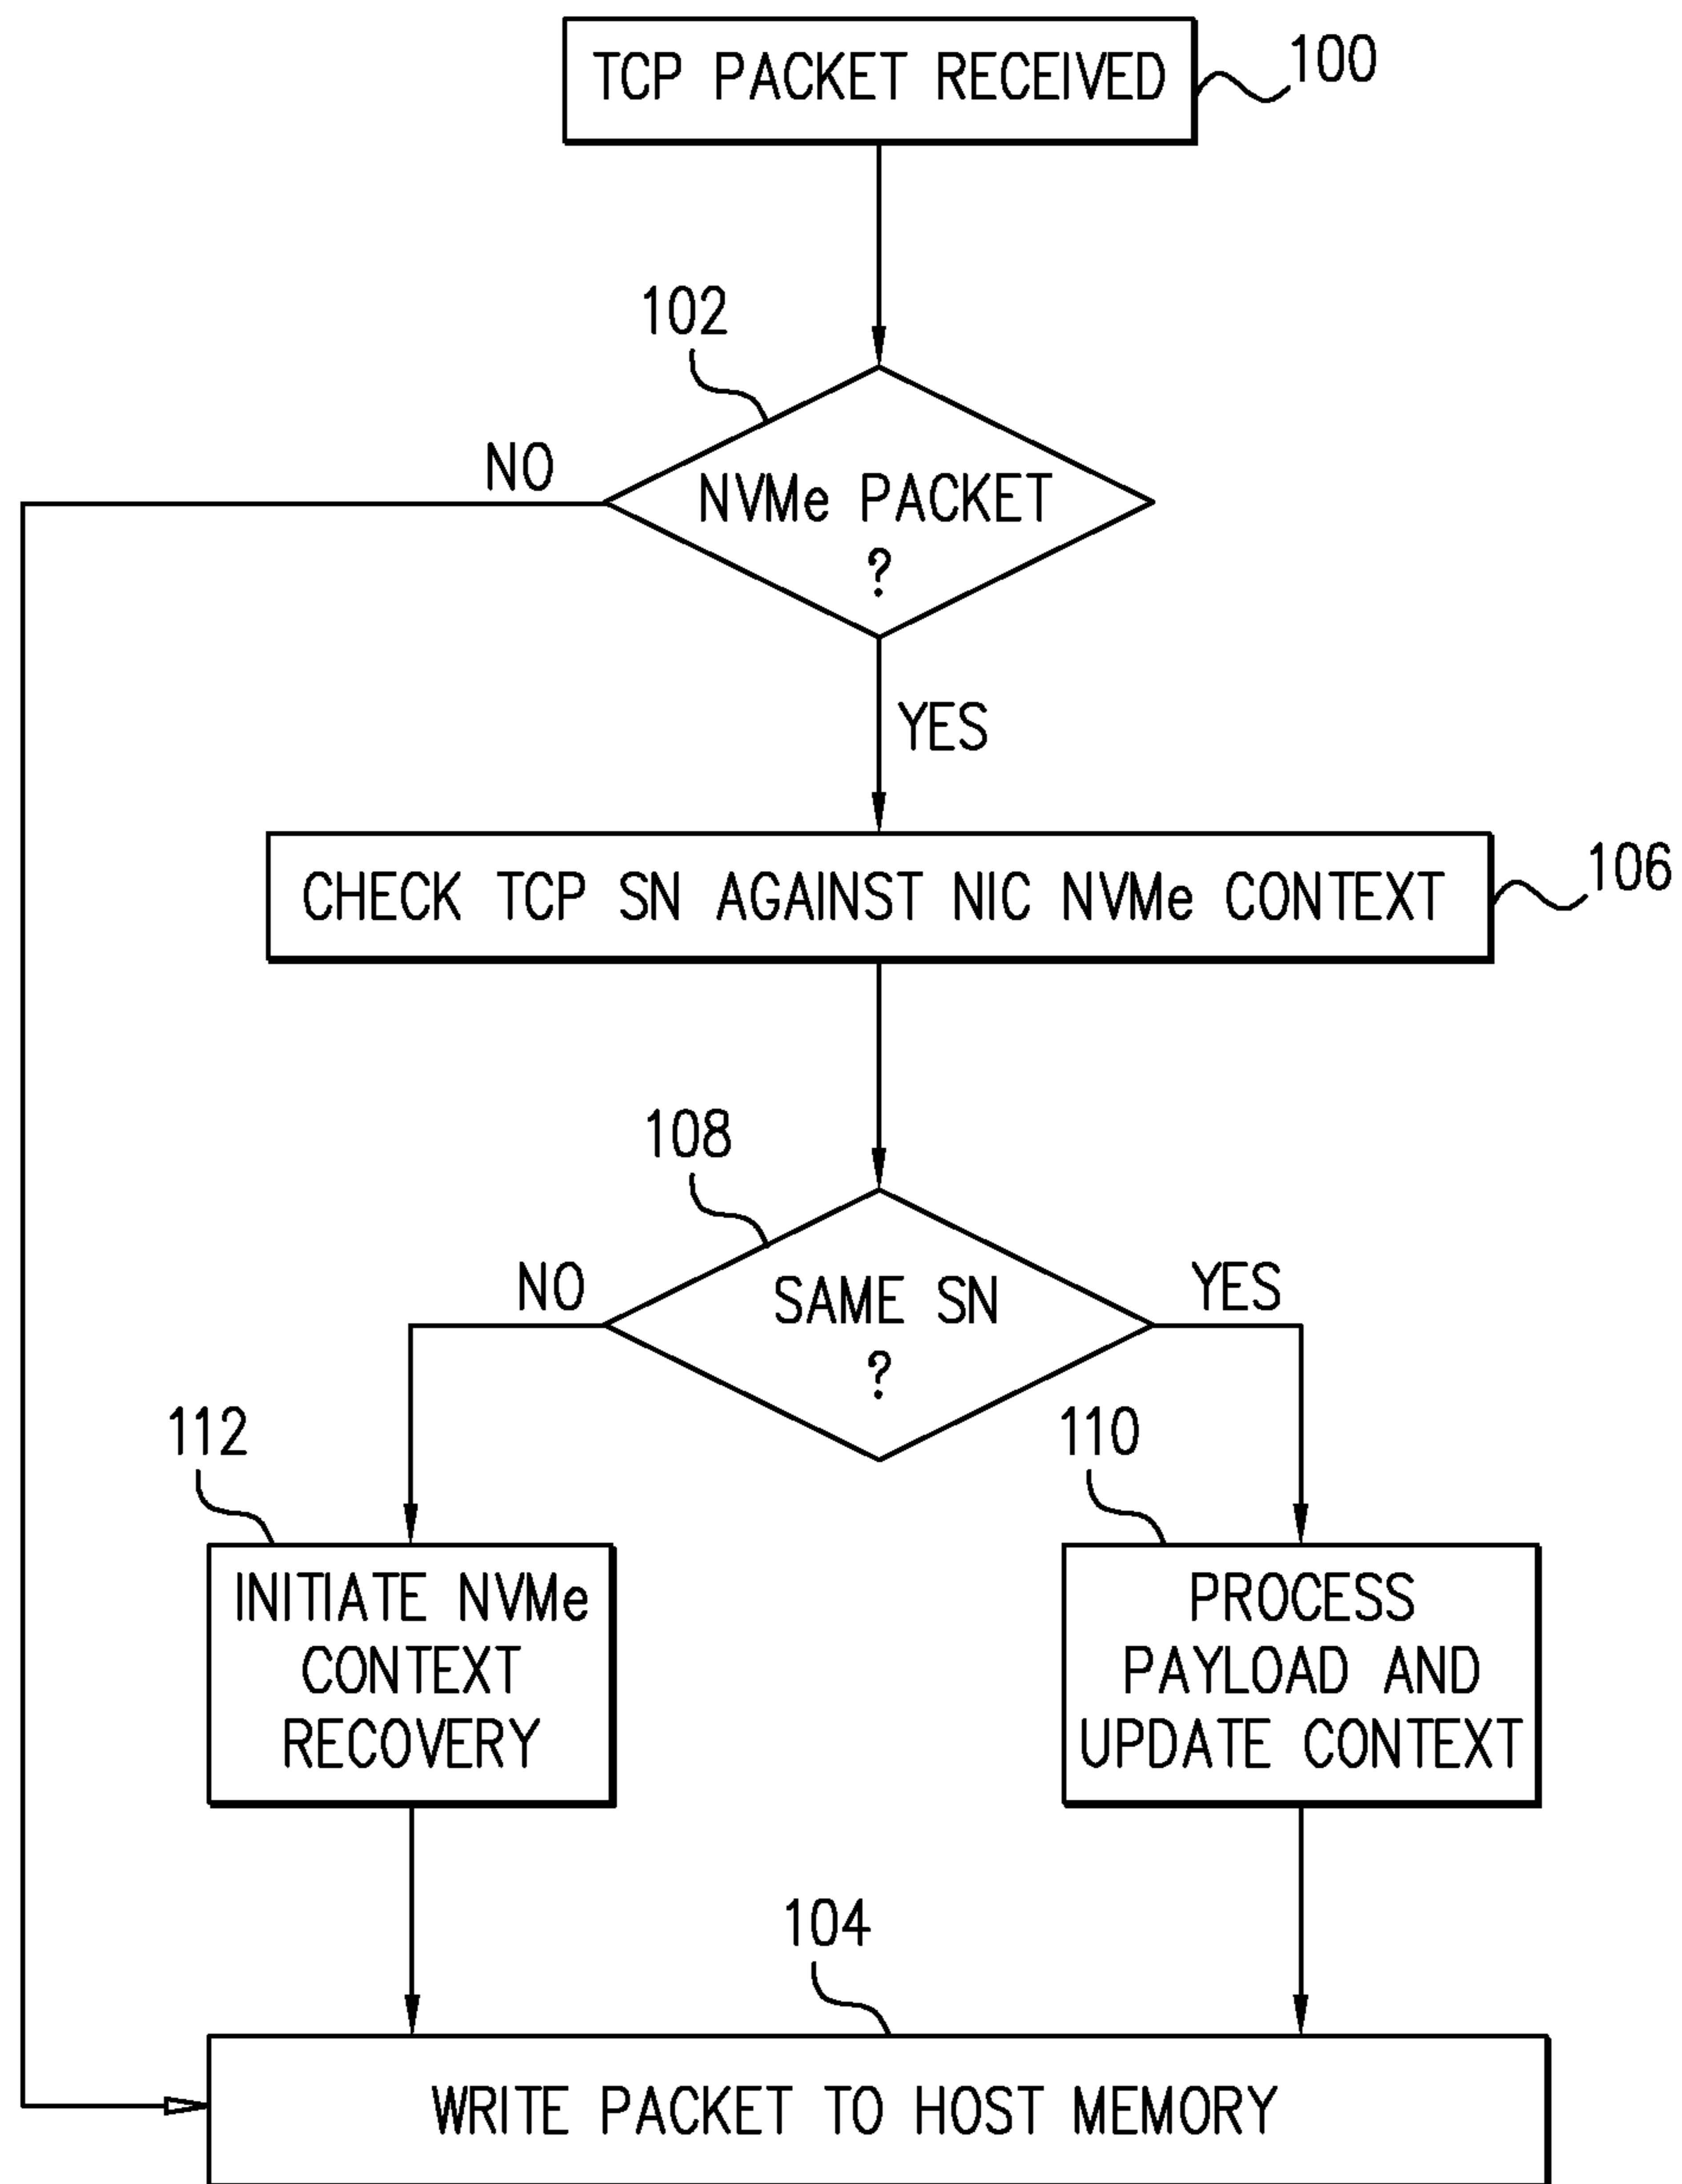 TCP PACKET RECEIVED
100
102
NO
NVMe PACKET
?
YES
CHECK TCP SN AGAINST NIC NVMe CONTEXT
106
108
NO
SAME SN
?
YES
112
110
INITIATE NVMe
CONTEXT
RECOVERY
PROCESS
PAYLOAD AND
UPDATE CONTEXT
104
WRITE PACKET TO HOST MEMORY